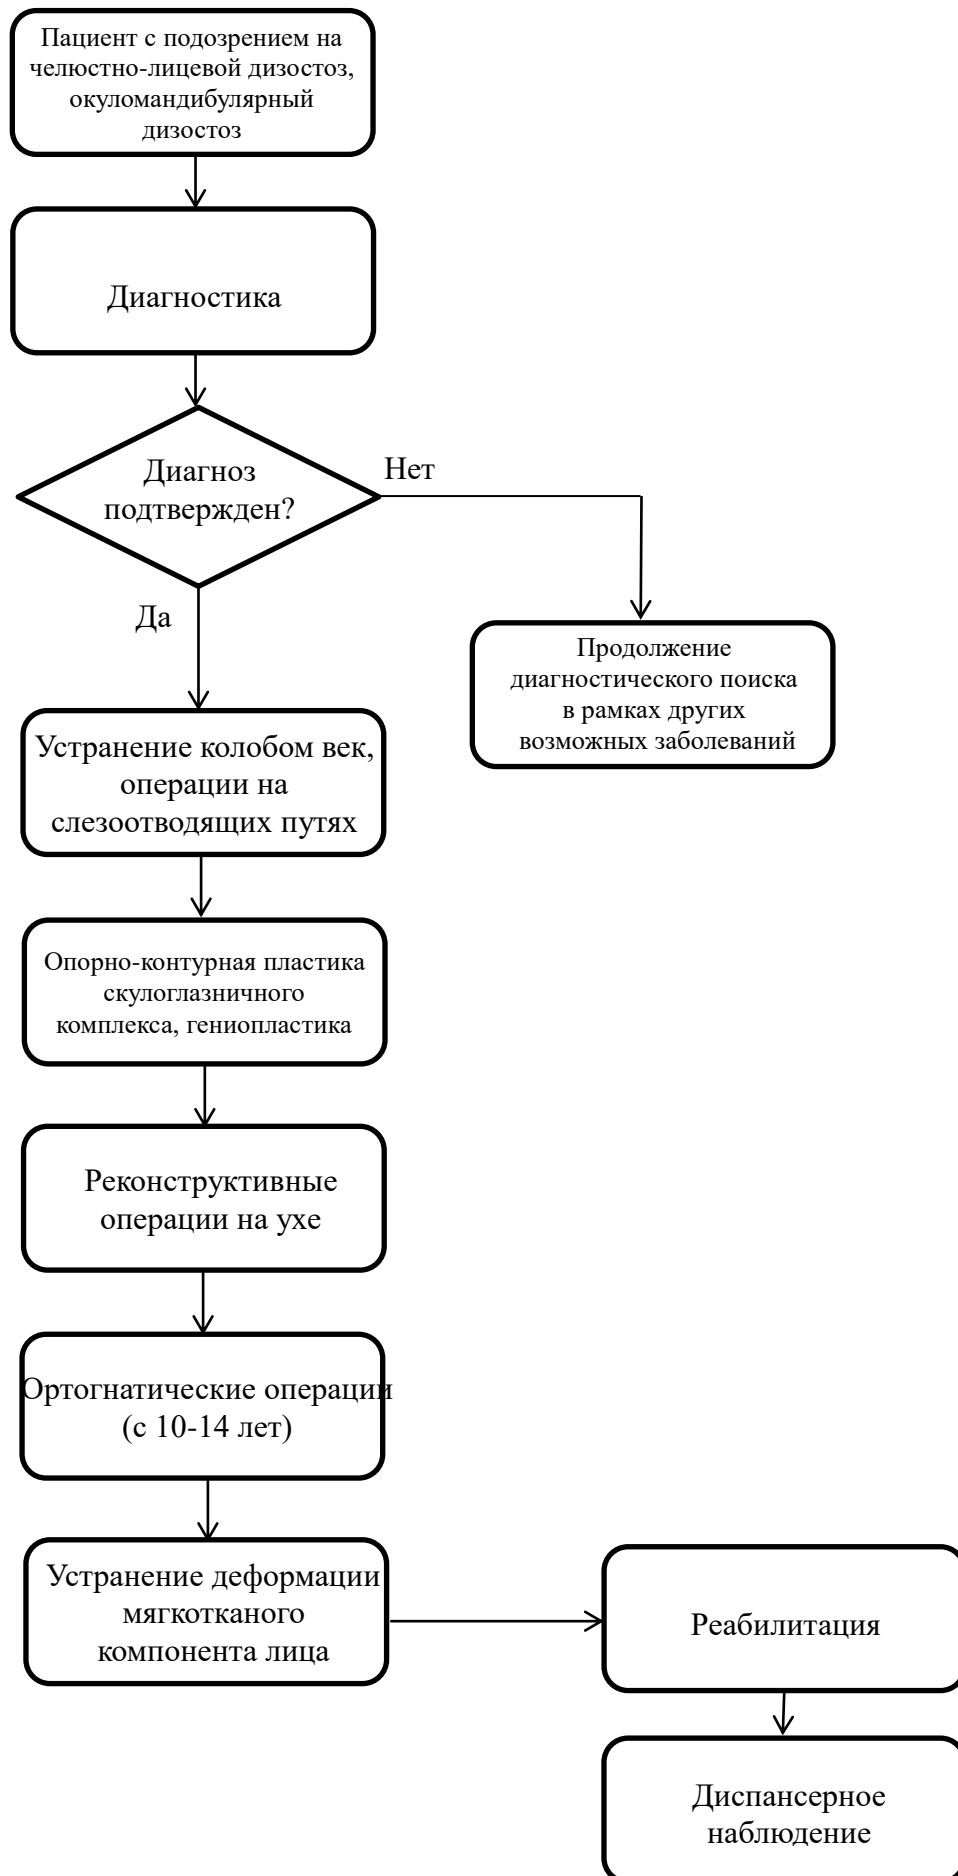 Пациент с подозрением на
челюстно-лицевой дизостоз,
окуломандибулярный
дизостоз
Диагностика
Диагноз
подтвержден?
Нет
Да
Продолжение
диагностического поиска
в рамках других
возможных заболеваний
Устранение колобом век,
операции на
слезоотводящих путях
Опорно-контурная пластика
скулоглазничного
комплекса, гениопластика
Реконструктивные
операции на ухе
Ортогнатические операции
(с 10-14 лет)
Устранение деформации
мягкотканого
компонента лица
Реабилитация
Диспансерное
наблюдение